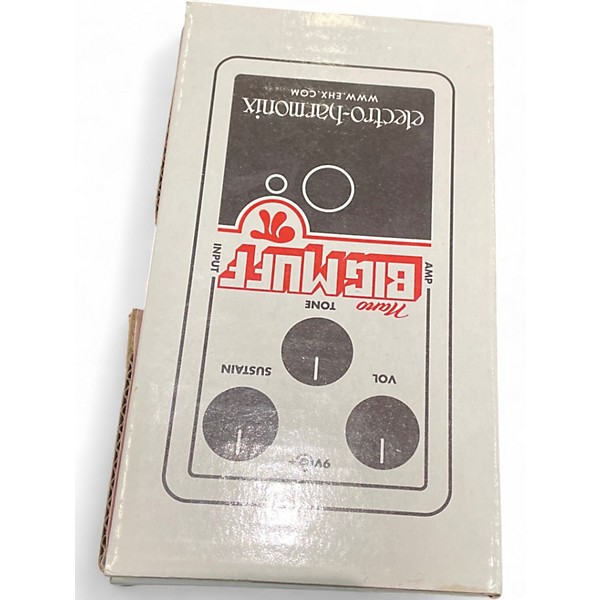 9V
VOL
SUSTAIN
TONE
Nano
BIG MUFF
AMP
INPUT
electro-harmonix
WWW.EHX.COM